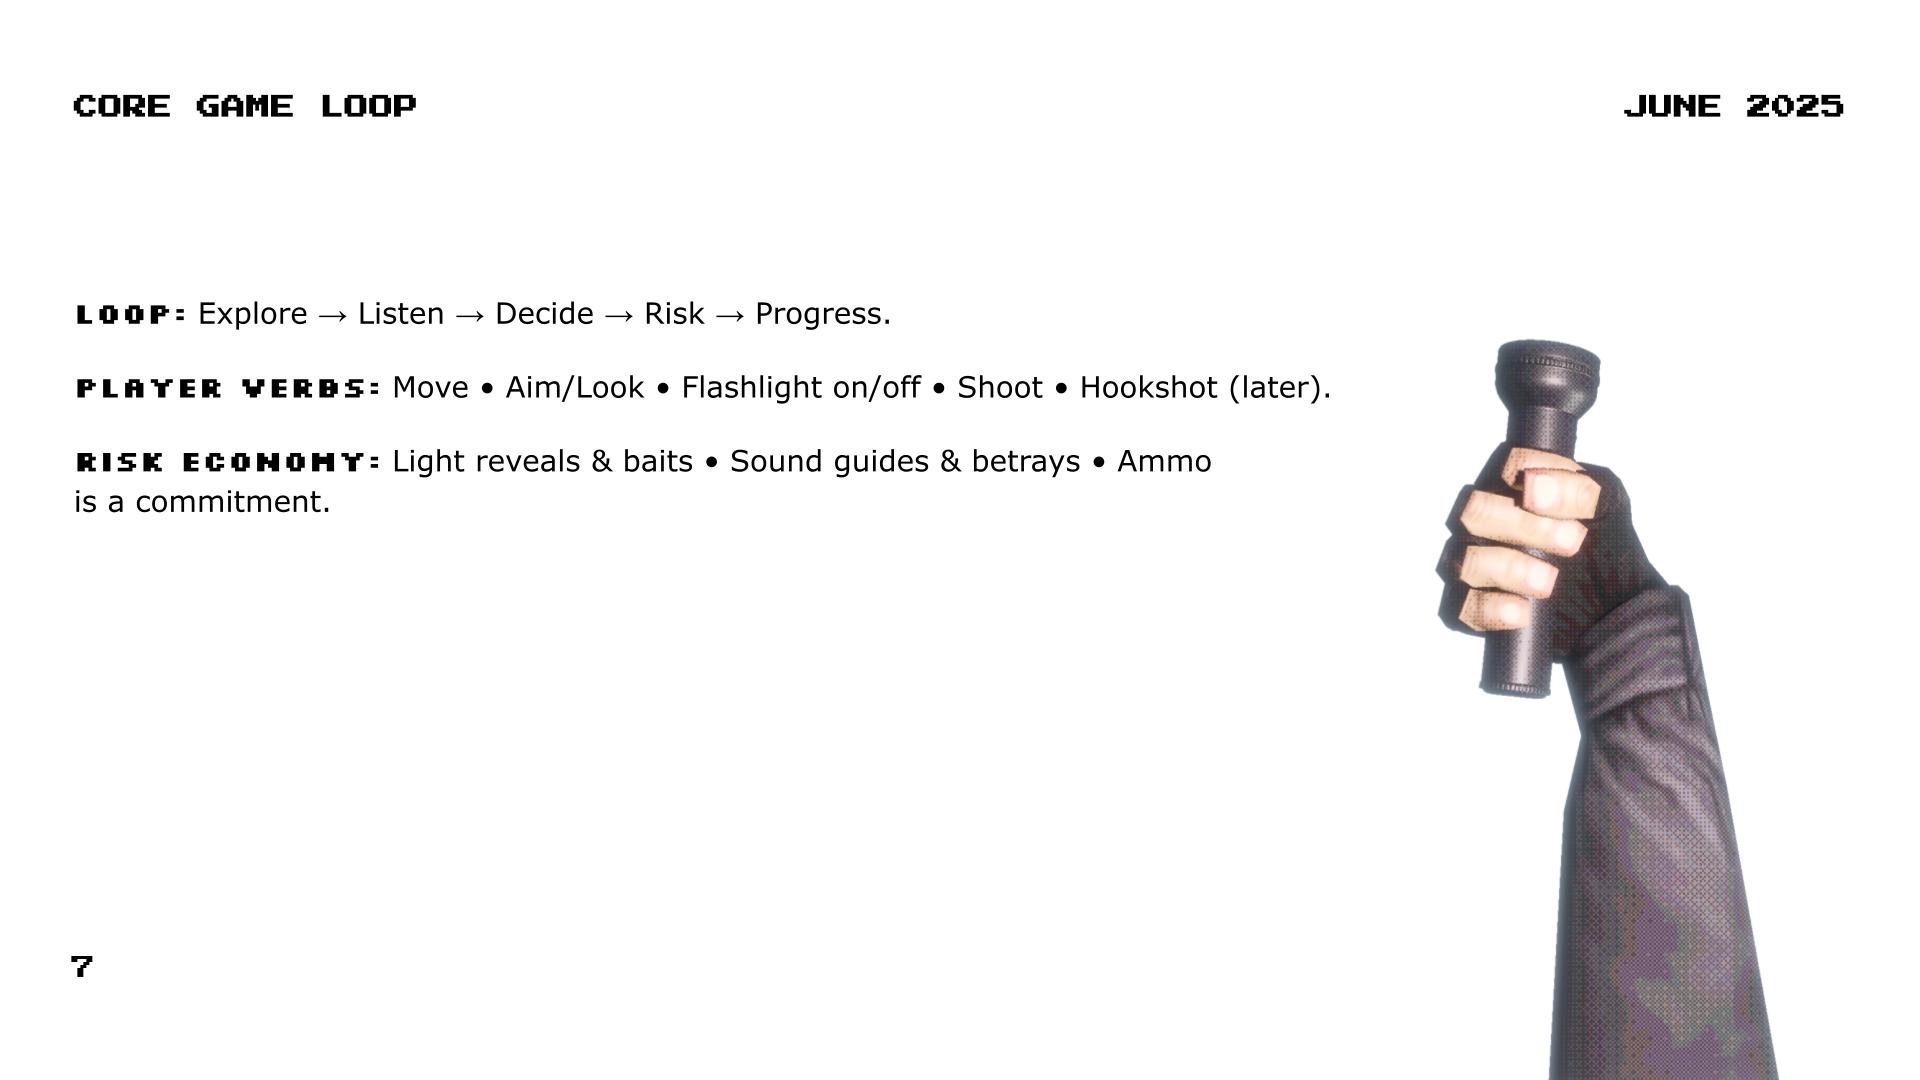 CORE GAME LOOP
JUNE 2025
LOOP: Explore → Listen → Decide → Risk → Progress.
PLAYER VERBS: Move • Aim/Look • Flashlight on/off • Shoot • Hookshot (later).
RISK ECONOMY: Light reveals & baits • Sound guides & betrays • Ammo
is a commitment.
7